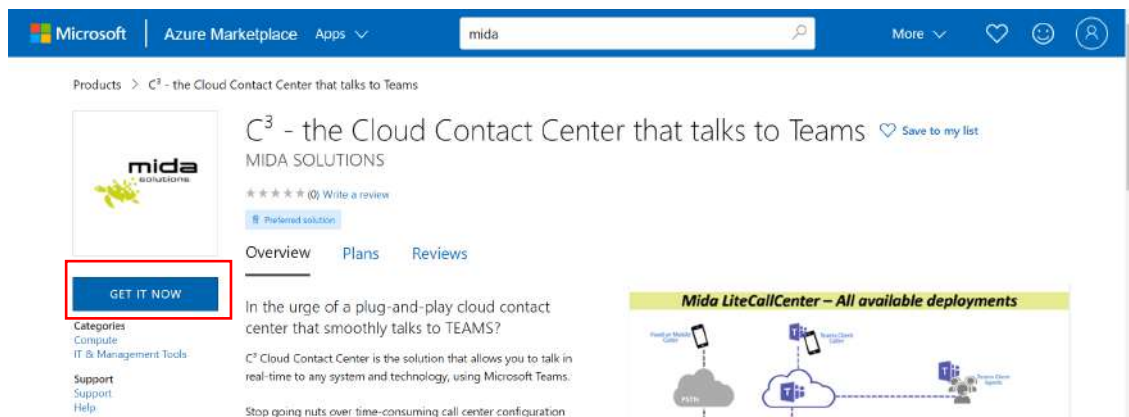 Microsoft Azure Marketplace Apps mida More
Products > C³ - the Cloud Contact Center that talks to Teams
mida
solutions
C³ - the Cloud Contact Center that talks to Teams Save to my list
MIDA SOLUTIONS
(0) Write a review
Preferred solution
Overview Plans Reviews
GET IT NOW
Categories
Compute
IT & Management Tools
Support
Support
Help
In the urge of a plug-and-play cloud contact
center that smoothly talks to TEAMS?
C³ Cloud Contact Center is the solution that allows you to talk in
real-time to any system and technology, using Microsoft Teams.
Stop going nuts over time-consuming call center configuration
Mida LiteCallCenter – All available deployments
Teams Client
PSTN
Teams Client
Agents